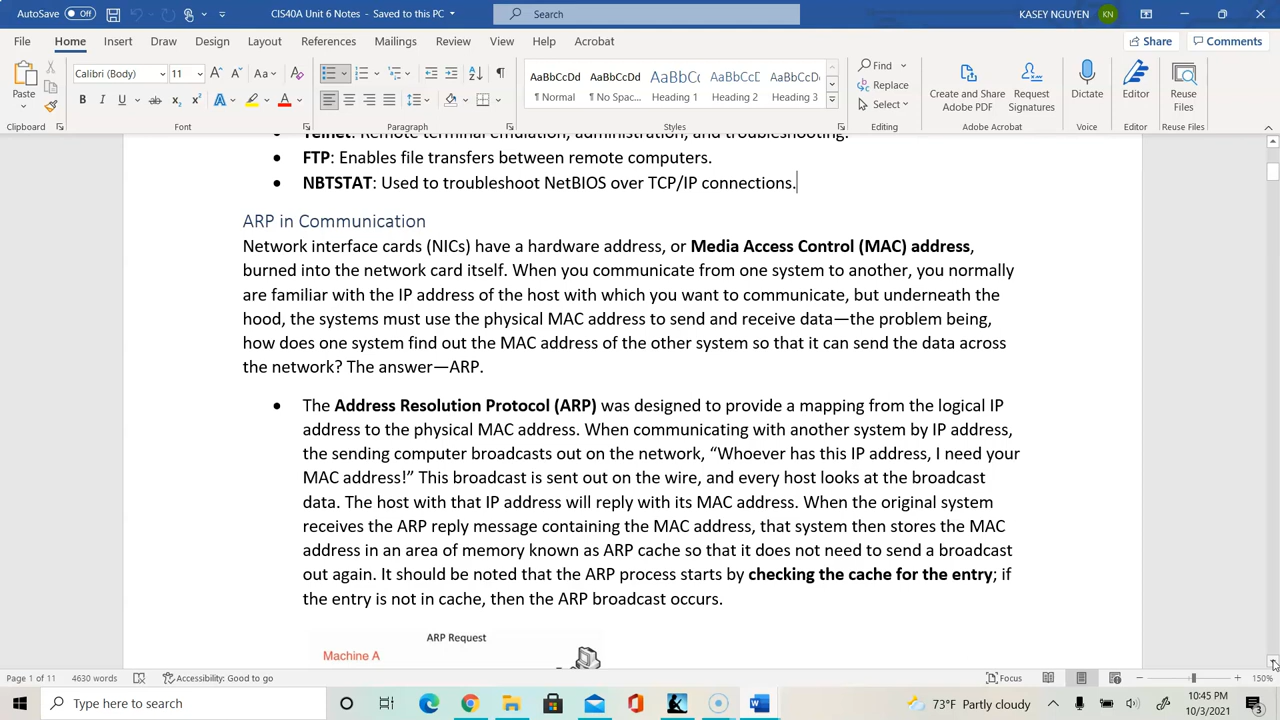 AutoSave Off CIS40A Getting started - Saved to this PC Search KASEY NGUYEN KN
File Home Insert Draw Design Layout References Mailings Review View Help Acrobat Share Comments
Calibri (Body) 11 A A Aa A AaBbCcDd AaBbCcDd AaBbCc AaBbCcD AaBbCcD Find
Paste Replace Create and Share Request Dictate Editor Reuse
B I U ab x₂ x² A A ¶ Normal ¶ No Spac... Heading 1 Heading 2 Heading 3 Select Adobe PDF Signatures Files
Clipboard Font Paragraph Styles Editing Adobe Acrobat Voice Editor Reuse Files
Telnet: Remote terminal emulation, administration, and troubleshooting.
• FTP: Enables file transfers between remote computers.
• NBTSTAT: Used to troubleshoot NetBIOS over TCP/IP connections.
ARP in Communication
Network interface cards (NICs) have a hardware address, or Media Access Control (MAC) address,
burned into the network card itself. When you communicate from one system to another, you normally
are familiar with the IP address of the host with which you want to communicate, but underneath the
hood, the systems must use the physical MAC address to send and receive data—the problem being,
how does one system find out the MAC address of the other system so that it can send the data across
the network? The answer—ARP.
• The Address Resolution Protocol (ARP) was designed to provide a mapping from the logical IP
address to the physical MAC address. When communicating with another system by IP address,
the sending computer broadcasts out on the network, “Whoever has this IP address, I need your
MAC address!” This broadcast is sent out on the wire, and every host looks at the broadcast
data. The host with that IP address will reply with its MAC address. When the original system
receives the ARP reply message containing the MAC address, that system then stores the MAC
address in an area of memory known as ARP cache so that it does not need to send a broadcast
out again. It should be noted that the ARP process starts by checking the cache for the entry; if
the entry is not in cache, then the ARP broadcast occurs.
ARP Request
Machine A
Page 1 of 11 4630 words Accessibility: Good to go Focus 150%
Type here to search 73°F Partly cloudy 10:45 PM
10/3/2021 3